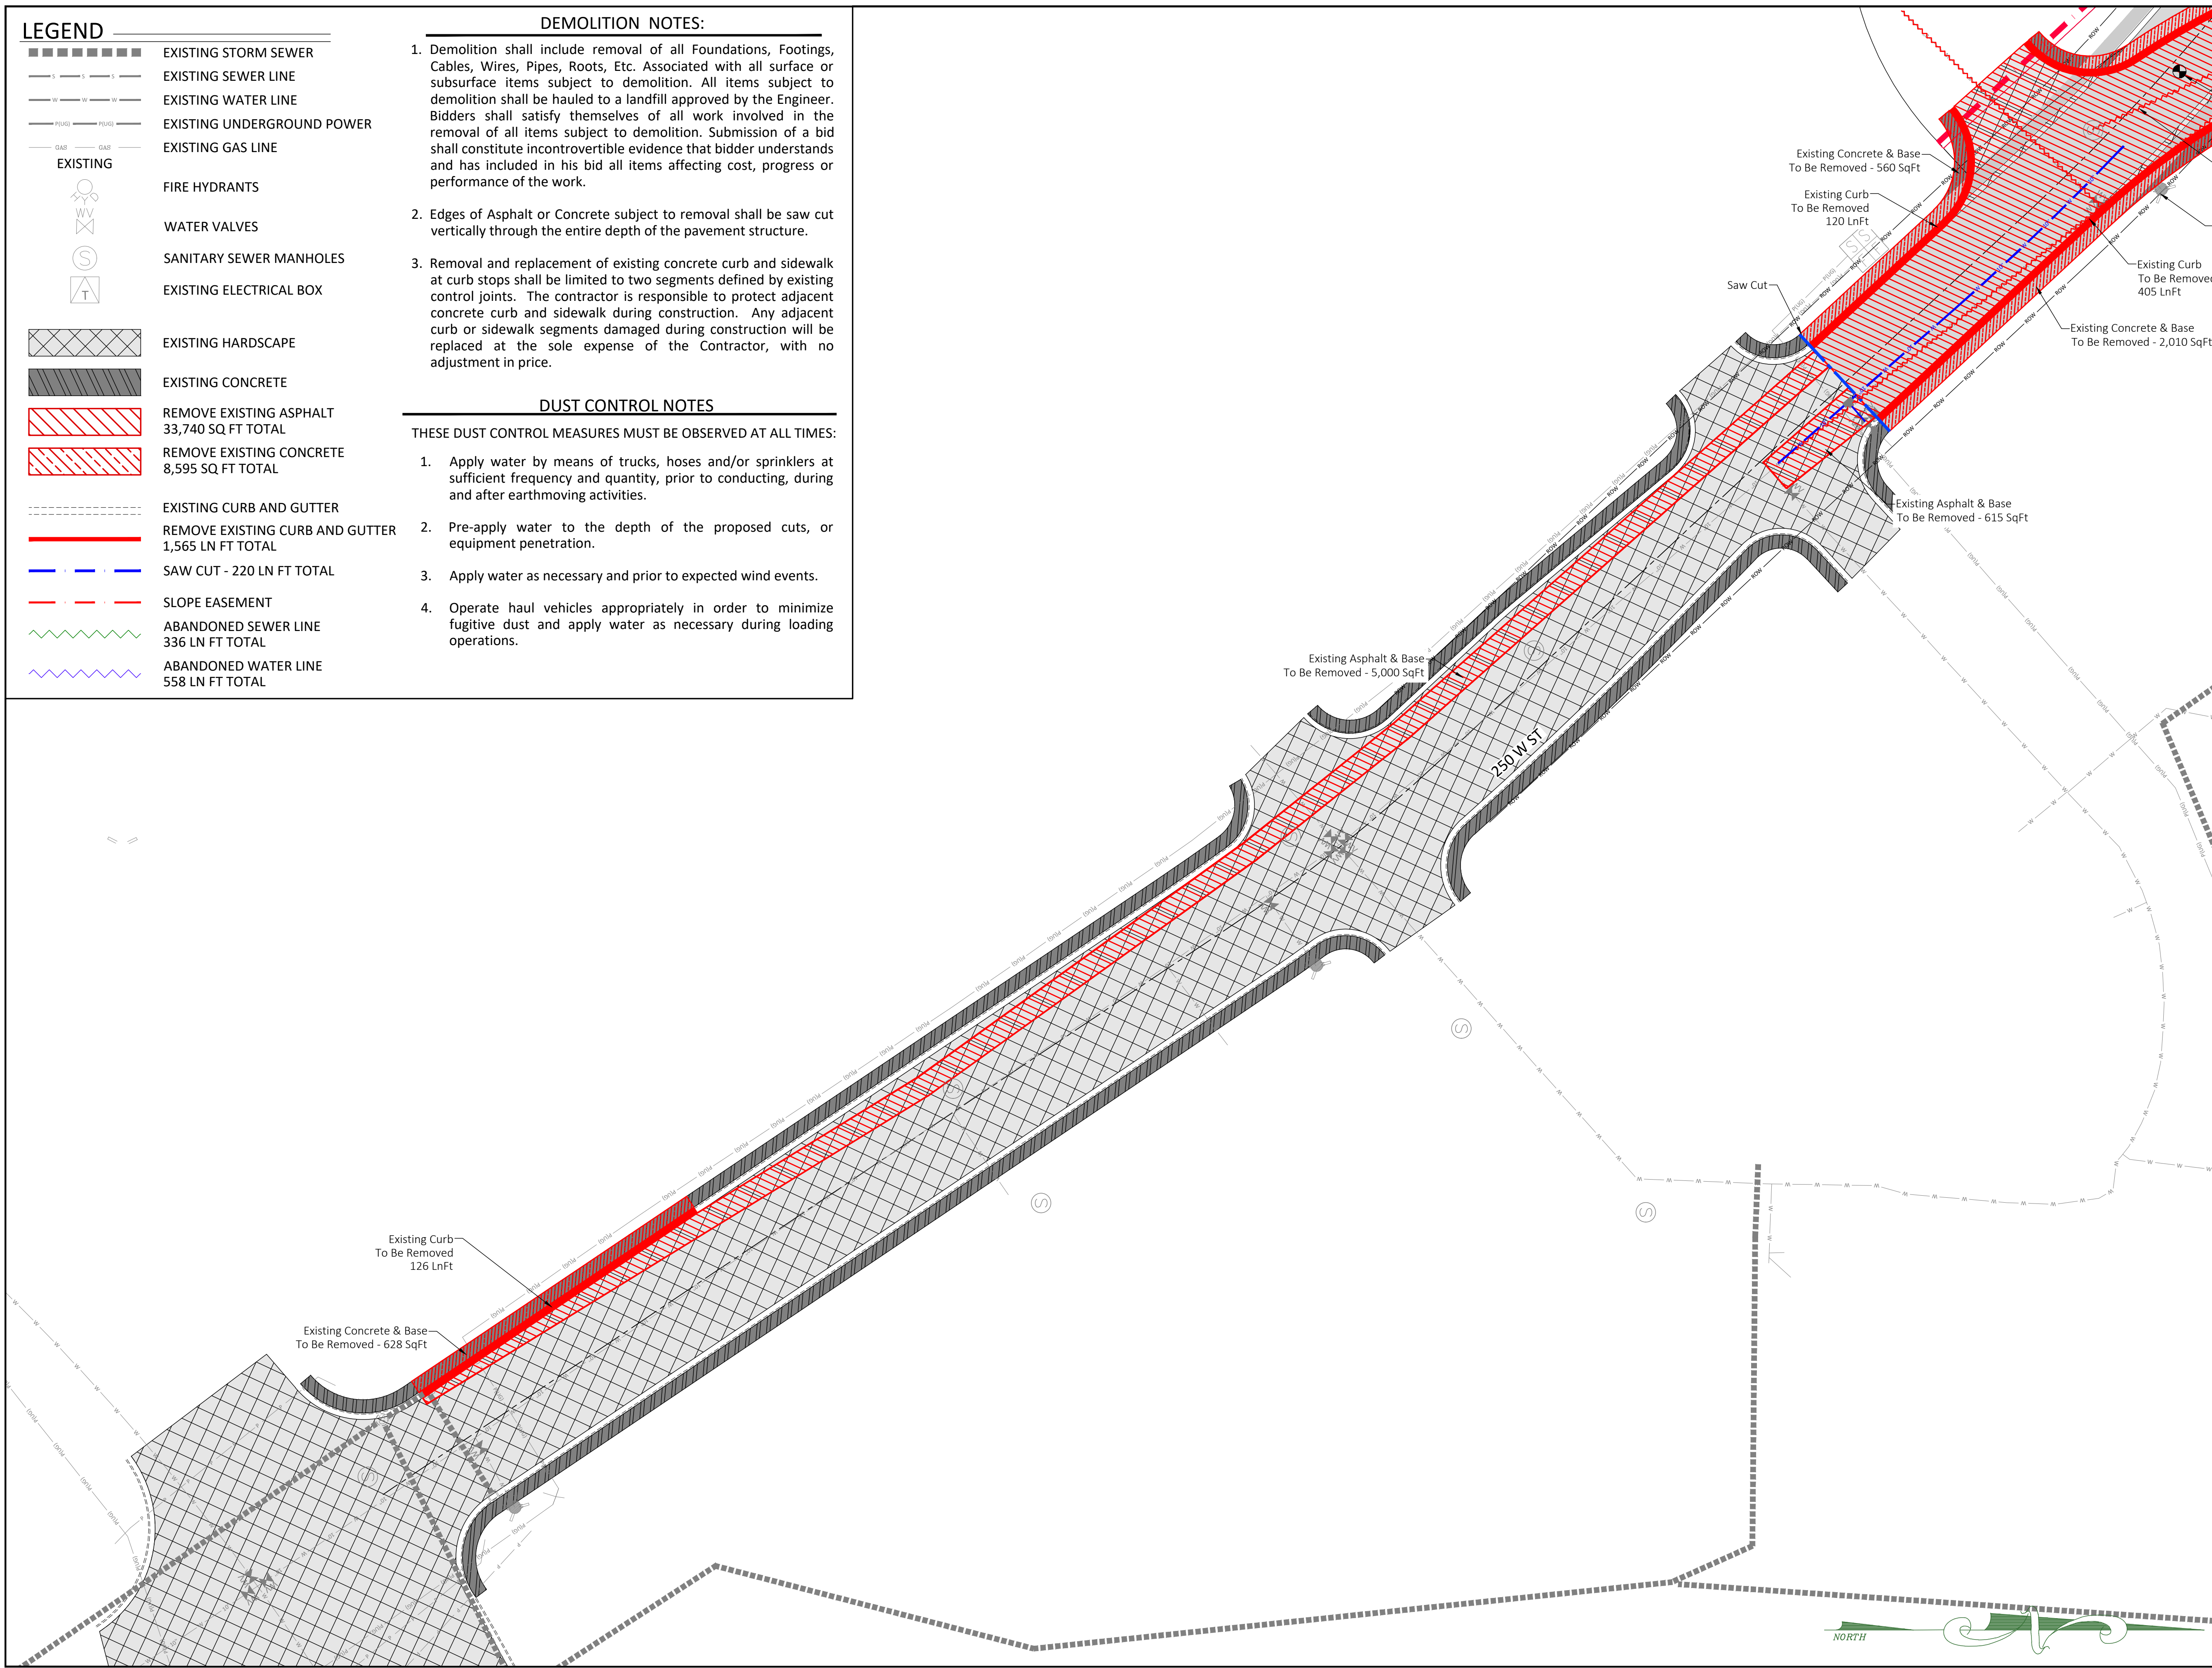 LEGEND
EXISTING STORM SEWER
S S S
EXISTING SEWER LINE
W W W
EXISTING WATER LINE
P(UG) P(UG)
EXISTING UNDERGROUND POWER
GAS GAS
EXISTING GAS LINE
EXISTING
FIRE HYDRANTS
WV
WATER VALVES
S
SANITARY SEWER MANHOLES
T
EXISTING ELECTRICAL BOX
EXISTING HARDSCAPE
EXISTING CONCRETE
REMOVE EXISTING ASPHALT
33,740 SQ FT TOTAL
REMOVE EXISTING CONCRETE
8,595 SQ FT TOTAL
EXISTING CURB AND GUTTER
REMOVE EXISTING CURB AND GUTTER
1,565 LN FT TOTAL
SAW CUT - 220 LN FT TOTAL
SLOPE EASEMENT
ABANDONED SEWER LINE
336 LN FT TOTAL
ABANDONED WATER LINE
558 LN FT TOTAL
DEMOLITION NOTES:
1. Demolition shall include removal of all Foundations, Footings,
Cables, Wires, Pipes, Roots, Etc. Associated with all surface or
subsurface items subject to demolition. All items subject to
demolition shall be hauled to a landfill approved by the Engineer.
Bidders shall satisfy themselves of all work involved in the
removal of all items subject to demolition. Submission of a bid
shall constitute incontrovertible evidence that bidder understands
and has included in his bid all items affecting cost, progress or
performance of the work.
2. Edges of Asphalt or Concrete subject to removal shall be saw cut
vertically through the entire depth of the pavement structure.
3. Removal and replacement of existing concrete curb and sidewalk
at curb stops shall be limited to two segments defined by existing
control joints. The contractor is responsible to protect adjacent
concrete curb and sidewalk during construction. Any adjacent
curb or sidewalk segments damaged during construction will be
replaced at the sole expense of the Contractor, with no
adjustment in price.
DUST CONTROL NOTES
THESE DUST CONTROL MEASURES MUST BE OBSERVED AT ALL TIMES:
1. Apply water by means of trucks, hoses and/or sprinklers at
sufficient frequency and quantity, prior to conducting, during
and after earthmoving activities.
2. Pre-apply water to the depth of the proposed cuts, or
equipment penetration.
3. Apply water as necessary and prior to expected wind events.
4. Operate haul vehicles appropriately in order to minimize
fugitive dust and apply water as necessary during loading
operations.
Existing Concrete & Base
To Be Removed - 560 SqFt
Existing Curb
To Be Removed
120 LnFt
Saw Cut
Existing Curb
To Be Removed
405 LnFt
Existing Concrete & Base
To Be Removed - 2,010 SqFt
Existing Asphalt & Base
To Be Removed - 615 SqFt
Existing Asphalt & Base
To Be Removed - 5,000 SqFt
250 W ST
Existing Curb
To Be Removed
126 LnFt
Existing Concrete & Base
To Be Removed - 628 SqFt
NORTH